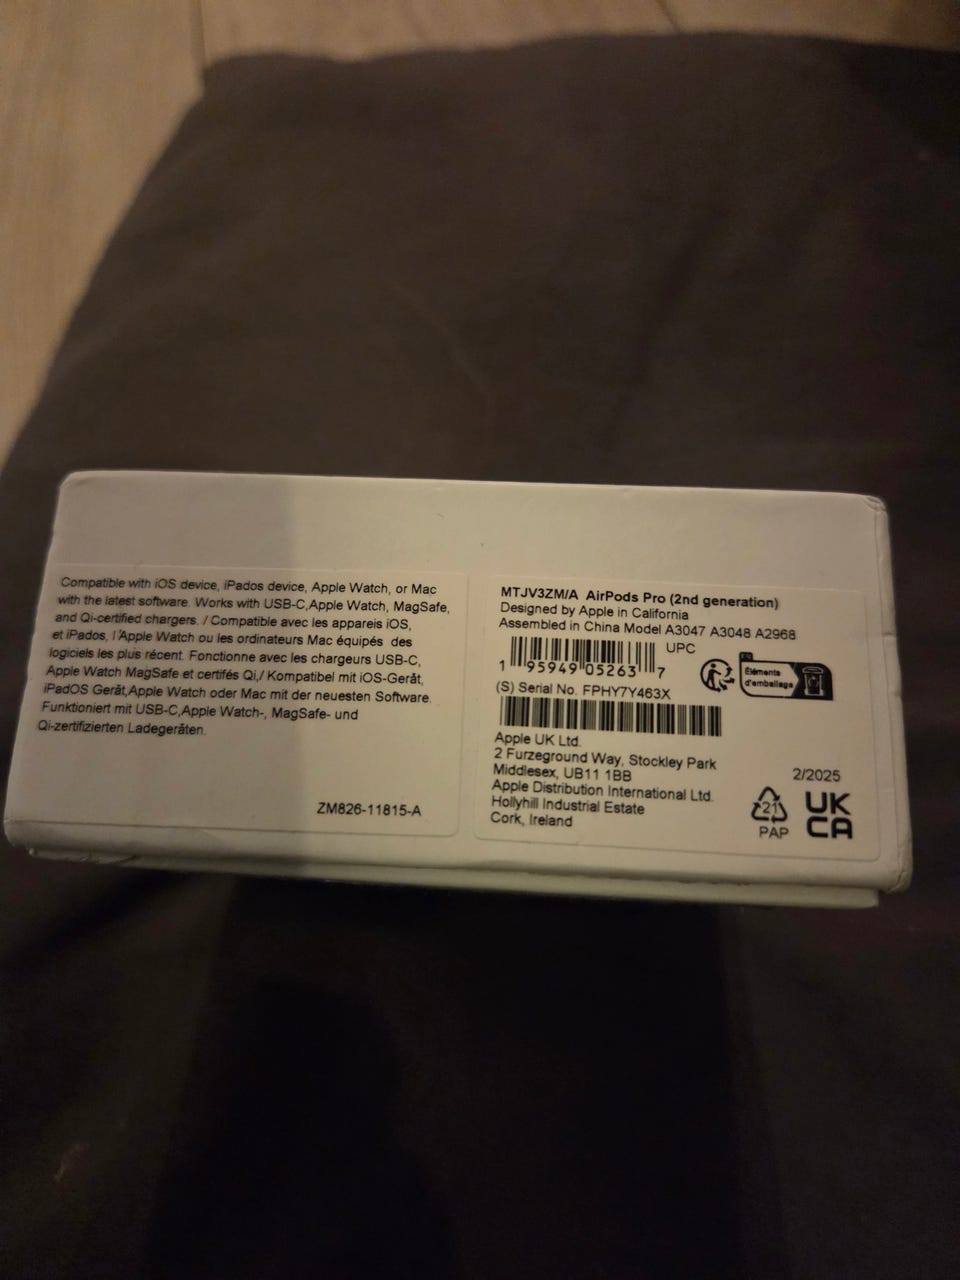 Compatible with iOS device, iPados device, Apple Watch, or Mac
with the latest software. Works with USB-C,Apple Watch, MagSafe,
and Qi-certified chargers. / Compatible avec les appareis iOS,
et iPados, l'Apple Watch ou les ordinateurs Mac équipés des
logiciels les plus récent. Fonctionne avec les chargeurs USB-C,
Apple Watch MagSafe et certifés Qi,/ Kompatibel mit iOS-Gerät,
iPadOS Gerät,Apple Watch oder Mac mit der neuesten Software.
Funktioniert mit USB-C,Apple Watch-, MagSafe- und
Qi-zertifizierten Ladegeräten.
ZM826-11815-A
MTJV3ZM/A AirPods Pro (2nd generation)
Designed by Apple in California
Assembled in China Model A3047 A3048 A2968
UPC
1 95949 05263 7
(S) Serial No. FPHY7Y463X
Éléments
d'emballage
Apple UK Ltd.
2 Furzeground Way, Stockley Park
Middlesex, UB11 1BB
Apple Distribution International Ltd.
Hollyhill Industrial Estate
Cork, Ireland
2/2025
21
PAP
UK
CA